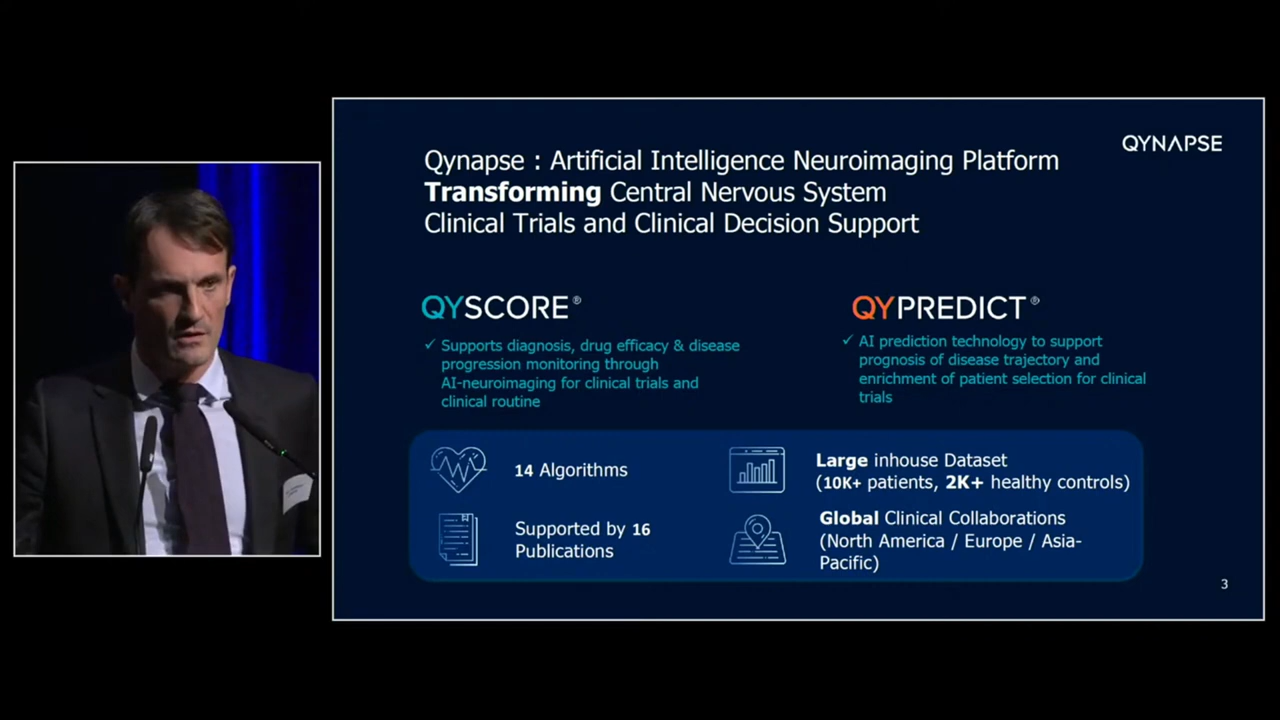 QYNAPSE
Qynapse : Artificial Intelligence Neuroimaging Platform
Transforming Central Nervous System
Clinical Trials and Clinical Decision Support
QYSCORE®
✓ Supports diagnosis, drug efficacy & disease
progression monitoring through
AI-neuroimaging for clinical trials and
clinical routine
QYPREDICT®
✓ AI prediction technology to support
prognosis of disease trajectory and
enrichment of patient selection for clinical
trials
14 Algorithms
Large inhouse Dataset
(10K+ patients, 2K+ healthy controls)
Supported by 16
Publications
Global Clinical Collaborations
(North America / Europe / Asia-
Pacific)
3